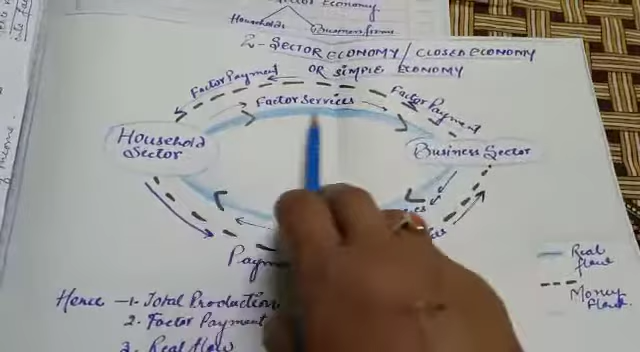 Sector Economy.
Households
Business firms
2-SECTOR ECONOMY / CLOSED ECONOMY
OR SIMPLE ECONOMY
Factor Payment
Factor Services
Factor Payment
Household
Sector
Business Sector
Real
flow
Money
flow
Hence - 1. Total Production
2. Factor Payment
3. Real flow